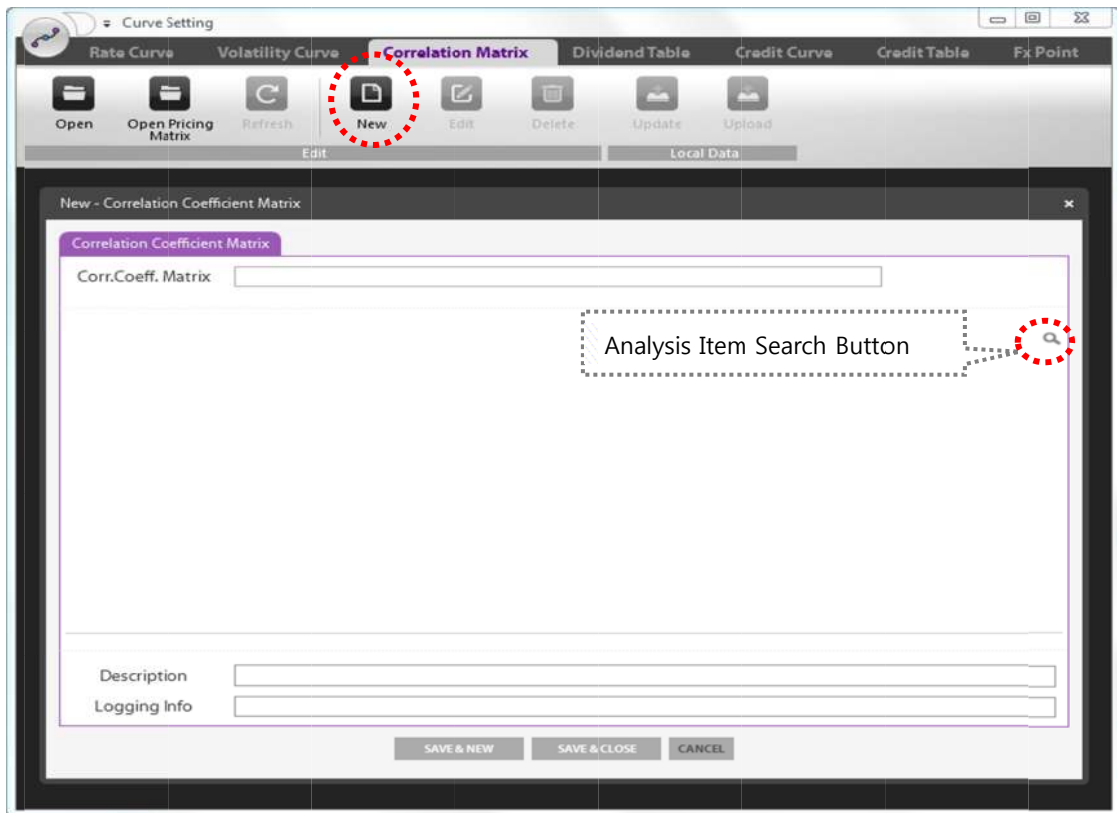 Curve Setting
Rate Curve Volatility Curve Correlation Matrix Dividend Table Credit Curve Credit Table Fx Point
Open Open Pricing Matrix Refresh New Edit Delete Update Upload
Edit Local Data
New - Correlation Coefficient Matrix
Correlation Coefficient Matrix
Corr.Coeff. Matrix
Analysis Item Search Button
Description
Logging Info
SAVE & NEW SAVE & CLOSE CANCEL